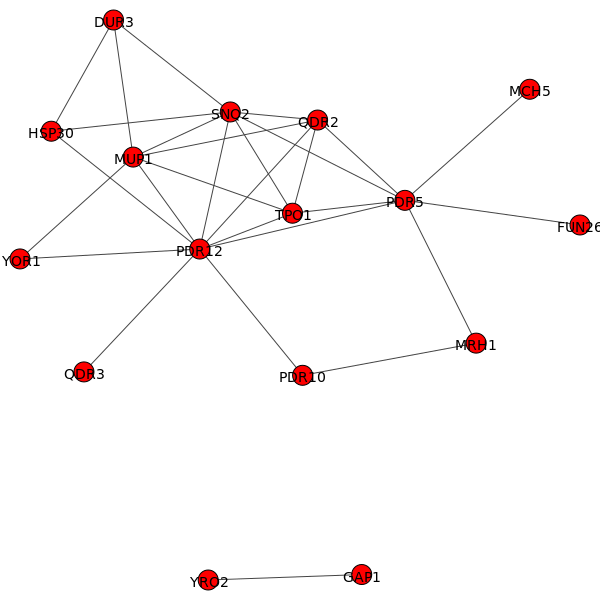 DUR3
MCH5
SNQ2
QDR2
HSP30
MUP1
PDR5
TPO1
FUN26
PDR12
YOR1
MRH1
QDR3
PDR10
GAP1
YRO2